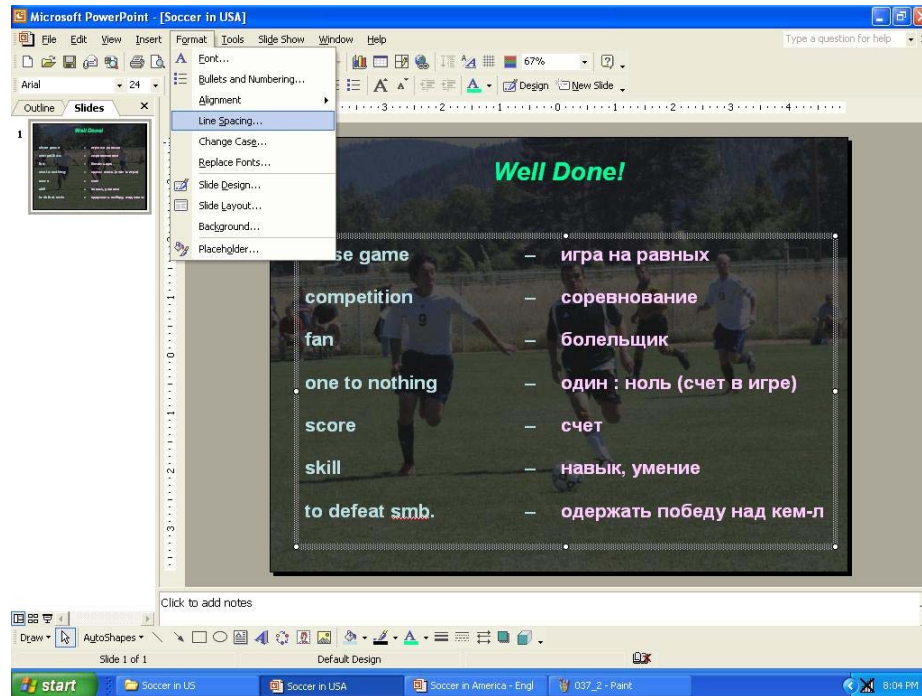 Microsoft PowerPoint - [Soccer in USA]
File Edit View Insert Format Tools Slide Show Window Help Type a question for help
67%
Arial 24 Design New Slide
Font...
Bullets and Numbering...
Alignment
Line Spacing...
Change Case...
Replace Fonts...
Slide Design...
Slide Layout...
Background...
Placeholder...
Outline Slides
1
Well Done!
se game – игра на равных
competition – соревнование
fan – болельщик
one to nothing – один : ноль (счет в игре)
score – счет
skill – навык, умение
to defeat smb. – одержать победу над кем-л
Click to add notes
Draw AutoShapes
Slide 1 of 1 Default Design
start Soccer in US Soccer in USA Soccer in America - Engl 037_2 - Paint 8:04 PM